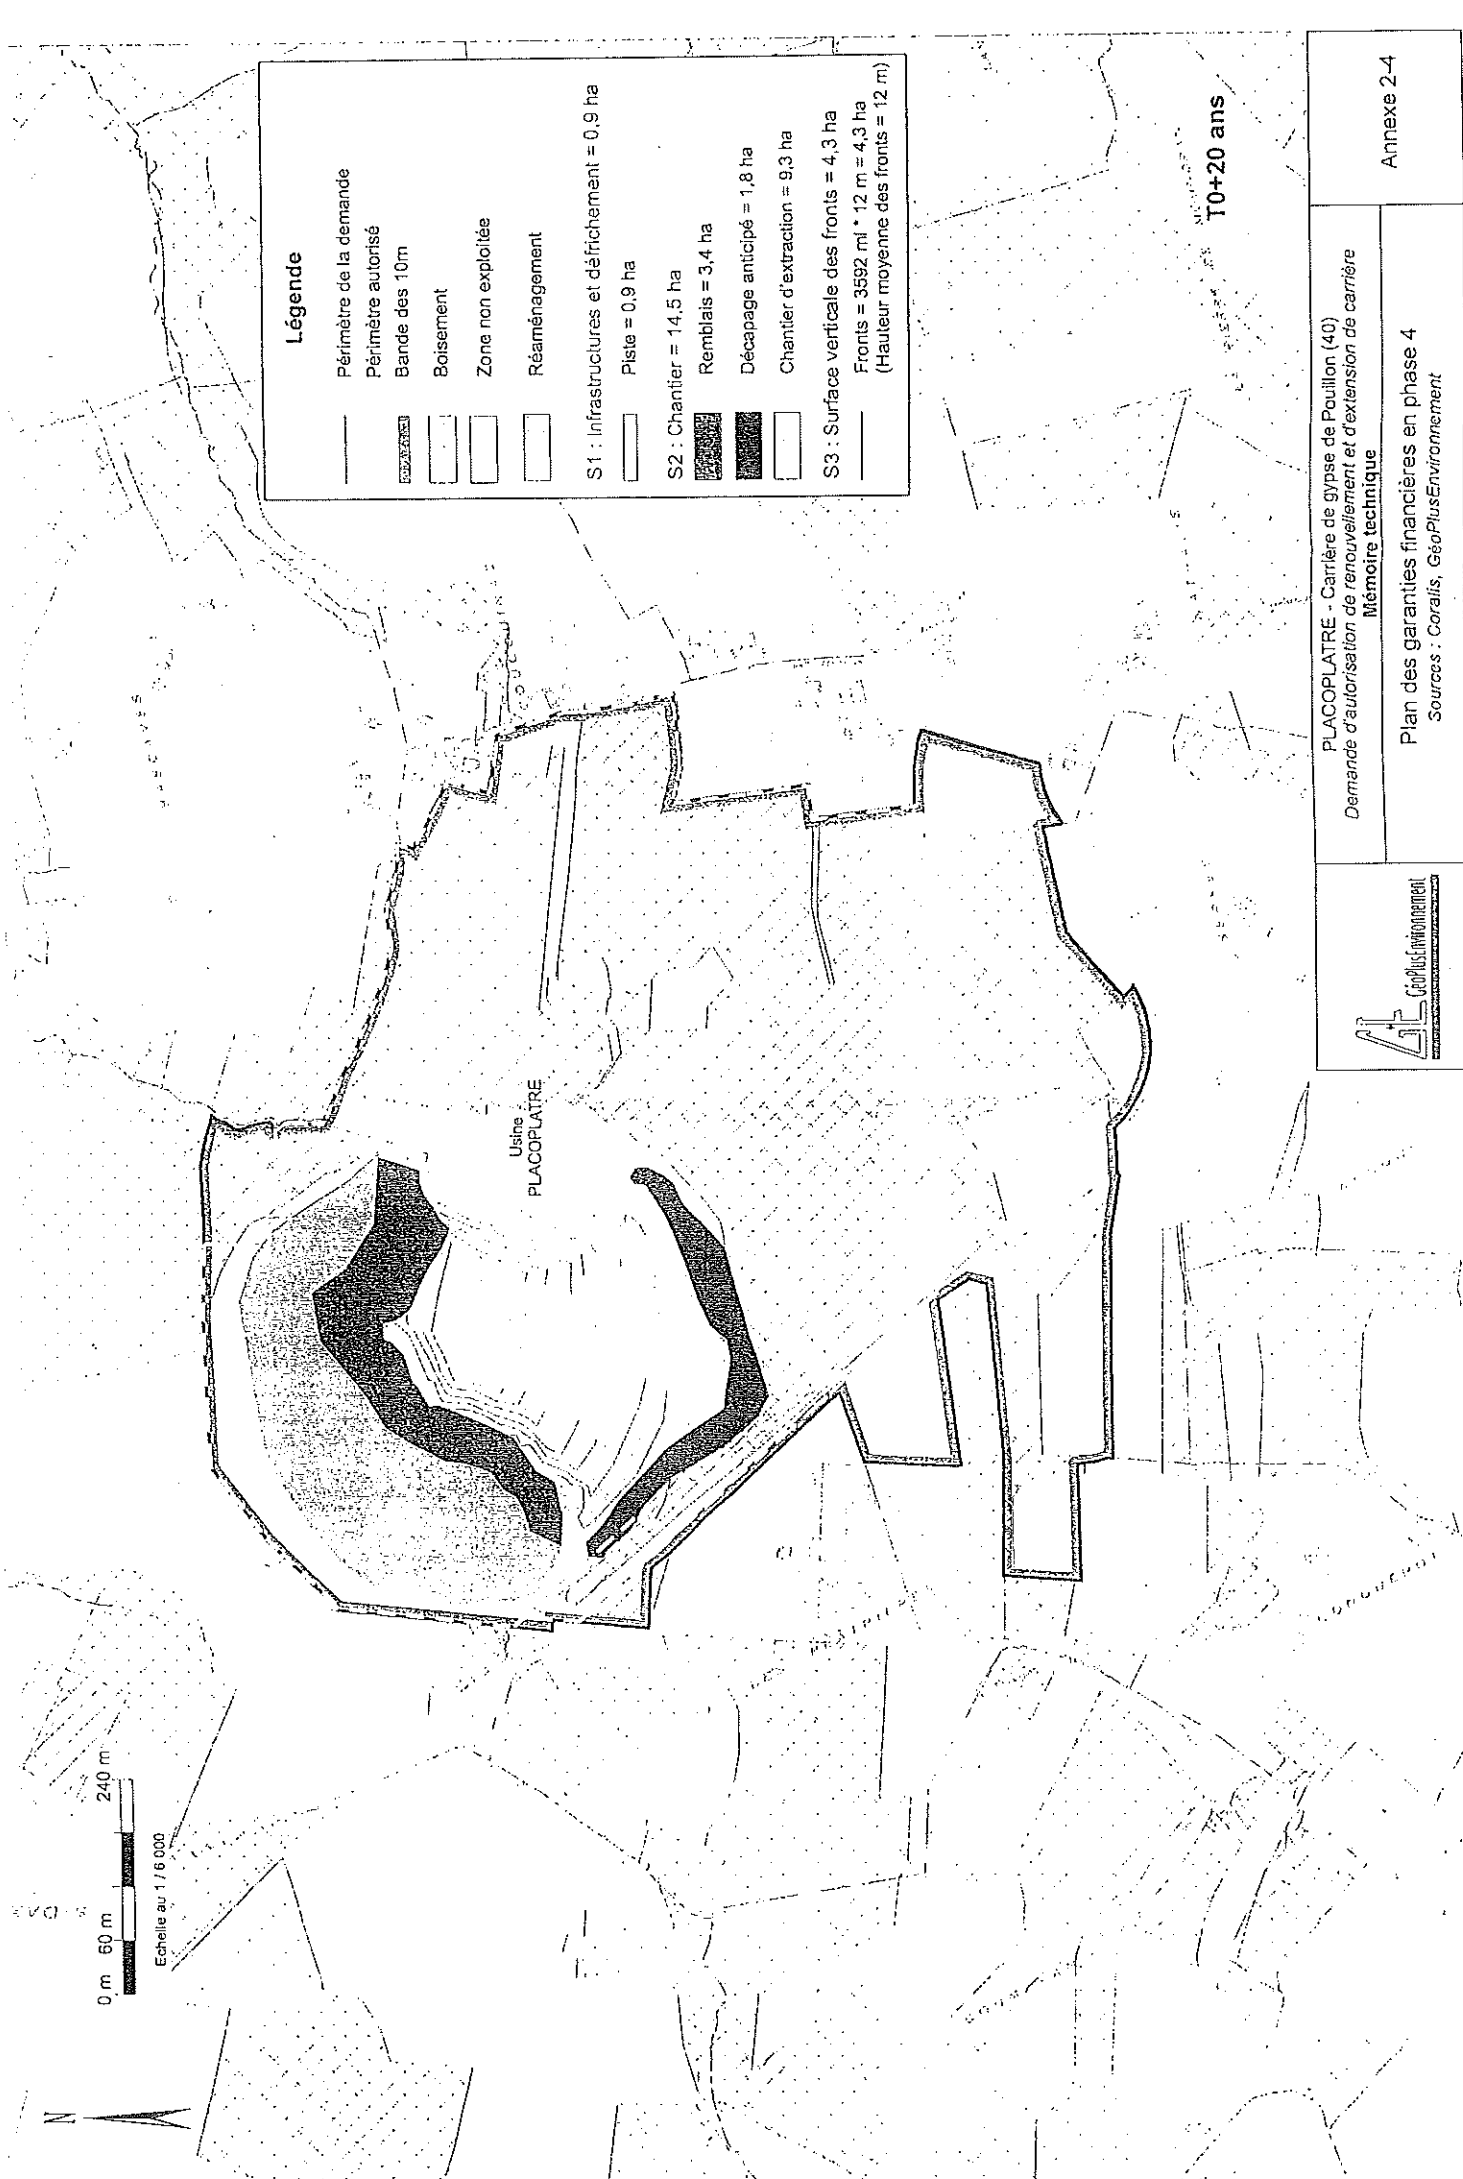 N
0 m 60 m 240 m
Echelle au 1 / 6 000
Usine
PLACOPLATRE
Légende
Périmètre de la demande
Périmètre autorisé
Bande des 10m
Boisement
Zone non exploitée
Réaménagement
S1 : Infrastructures et défrichement = 0,9 ha
Piste = 0,9 ha
S2 : Chantier = 14,5 ha
Remblais = 3,4 ha
Décapage anticipé = 1,8 ha
Chantier d'extraction = 9,3 ha
S3 : Surface verticale des fronts = 4,3 ha
Fronts = 3592 ml * 12 m = 4,3 ha
(Hauteur moyenne des fronts = 12 m)
T0+20 ans
GéoPlusEnvironnement
PLACOPLATRE - Carrière de gypse de Pouillon (40)
Demande d'autorisation de renouvellement et d'extension de carrière
Mémoire technique
Plan des garanties financières en phase 4
Sources : Coralis, GéoPlusEnvironnement
Annexe 2-4